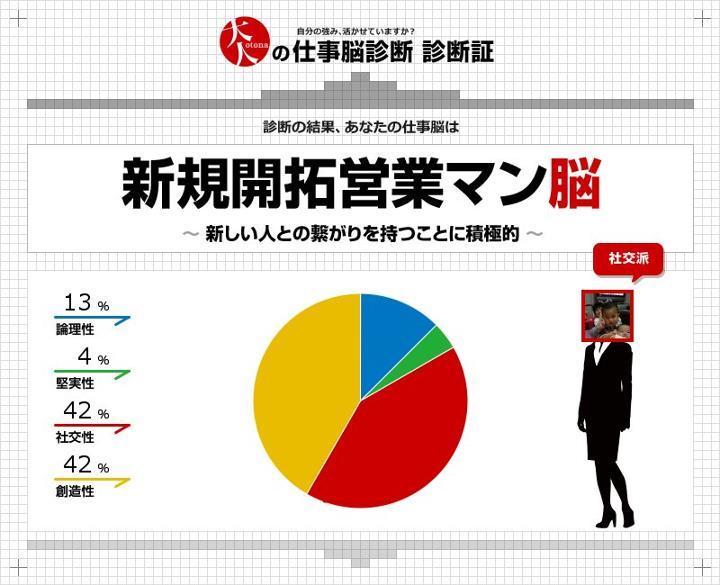 自分の強み、活かせていますか?
大人 otona の仕事脳診断 診断証
診断の結果、あなたの仕事脳は
新規開拓営業マン脳
～ 新しい人との繋がりを持つことに積極的 ～
社交派
13 %
論理性
4 %
堅実性
42 %
社交性
42 %
創造性